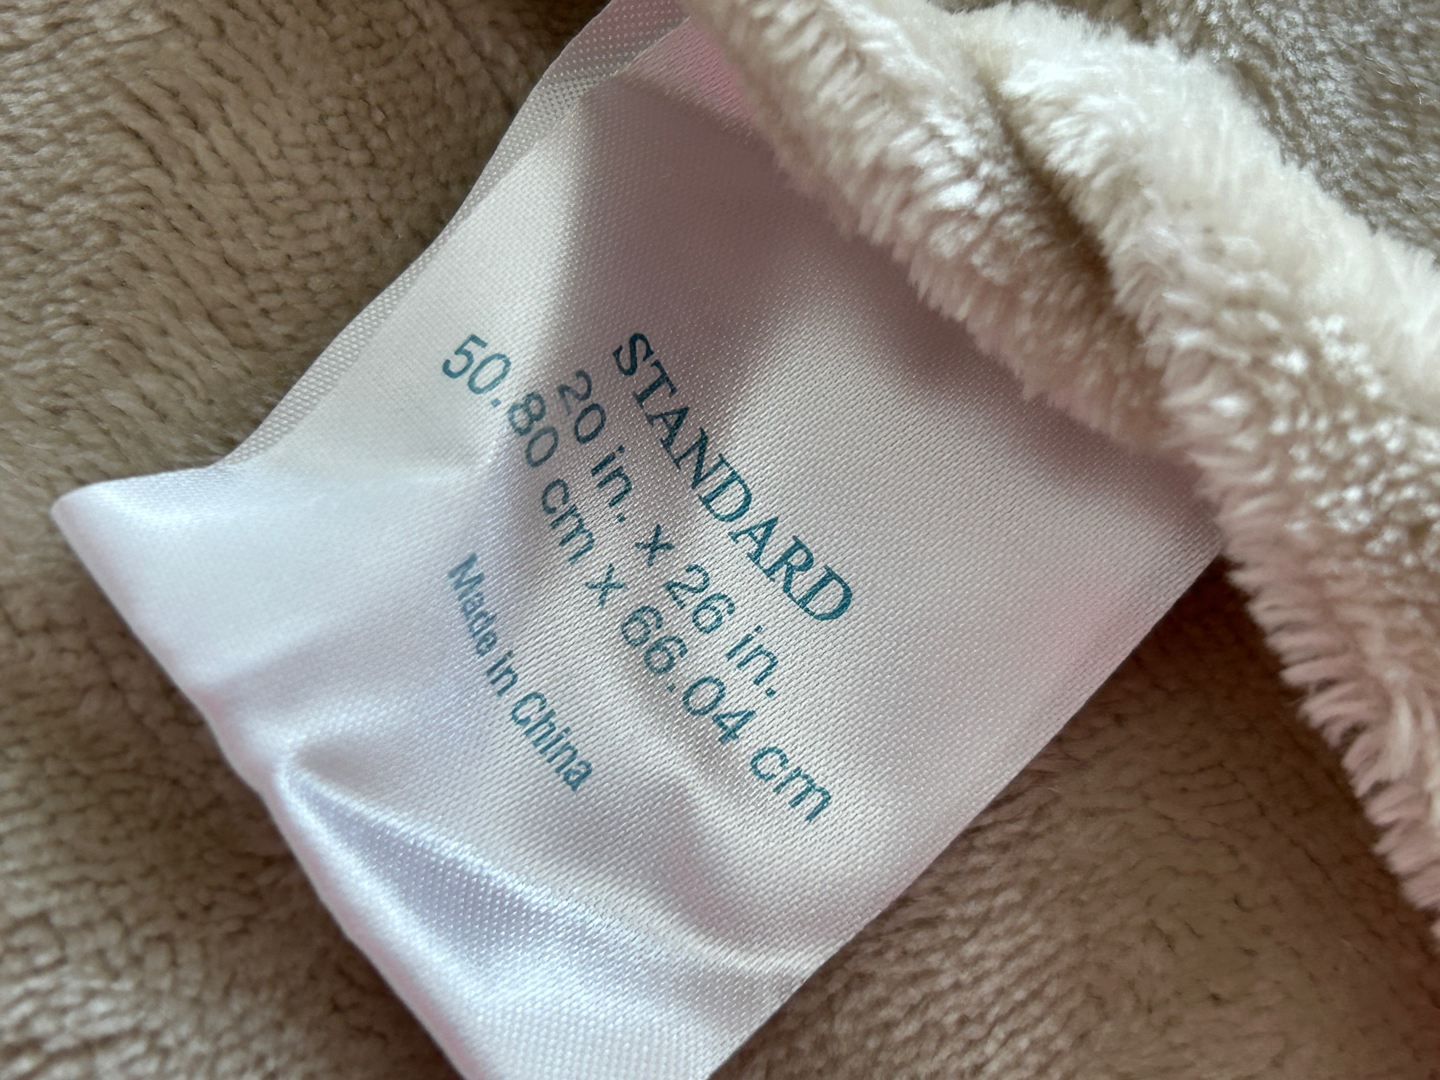 STANDARD
20 in. x 26 in.
50.80 cm x 66.04 cm
Made in China